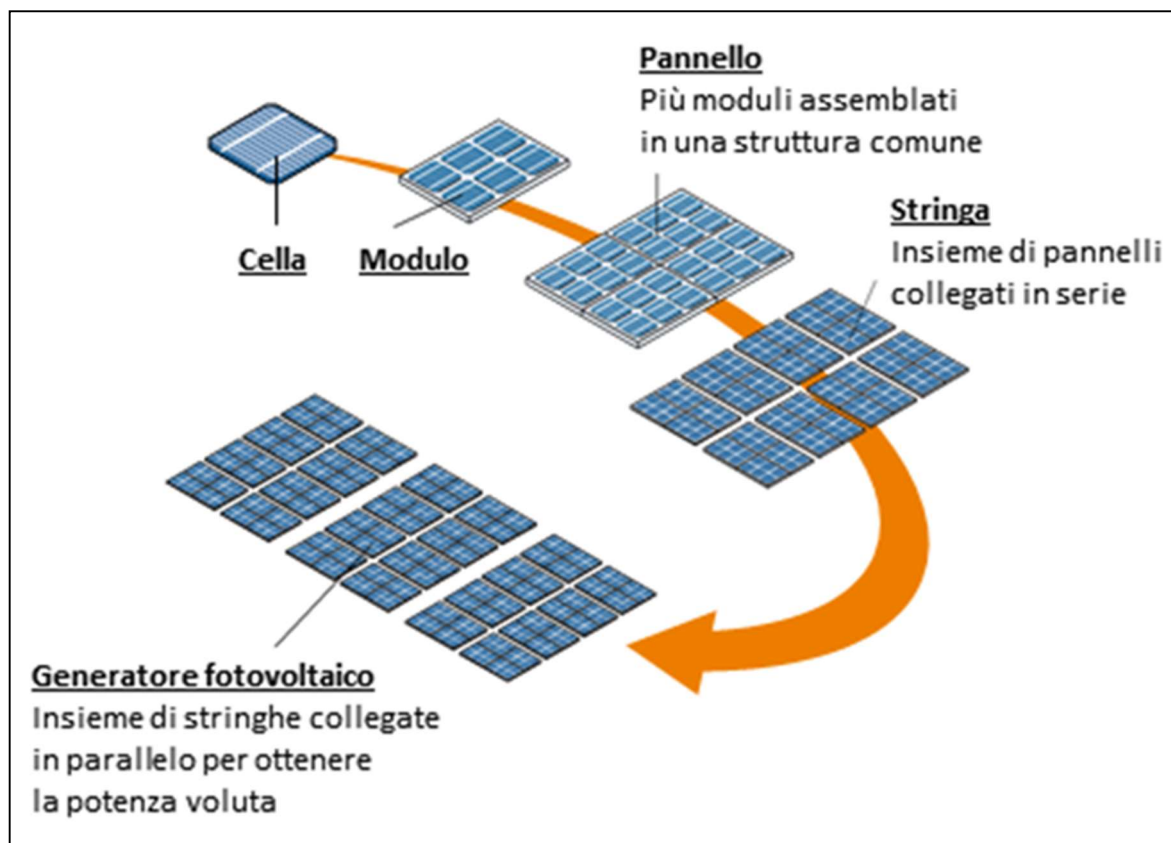 Pannello
Più moduli assemblati
in una struttura comune
Stringa
Insieme di pannelli
collegati in serie
Cella
Modulo
Generatore fotovoltaico
Insieme di stringhe collegate
in parallelo per ottenere
la potenza voluta